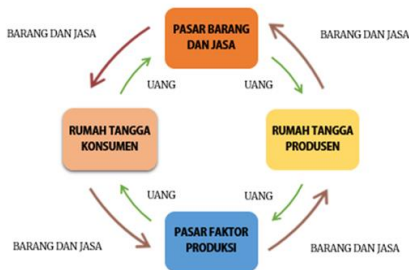 PASAR BARANG
DAN JASA
BARANG DAN JASA
BARANG DAN JASA
UANG
UANG
RUMAH TANGGA
KONSUMEN
RUMAH TANGGA
PRODUSEN
UANG
UANG
PASAR FAKTOR
PRODUKSI
BARANG DAN JASA
BARANG DAN JASA